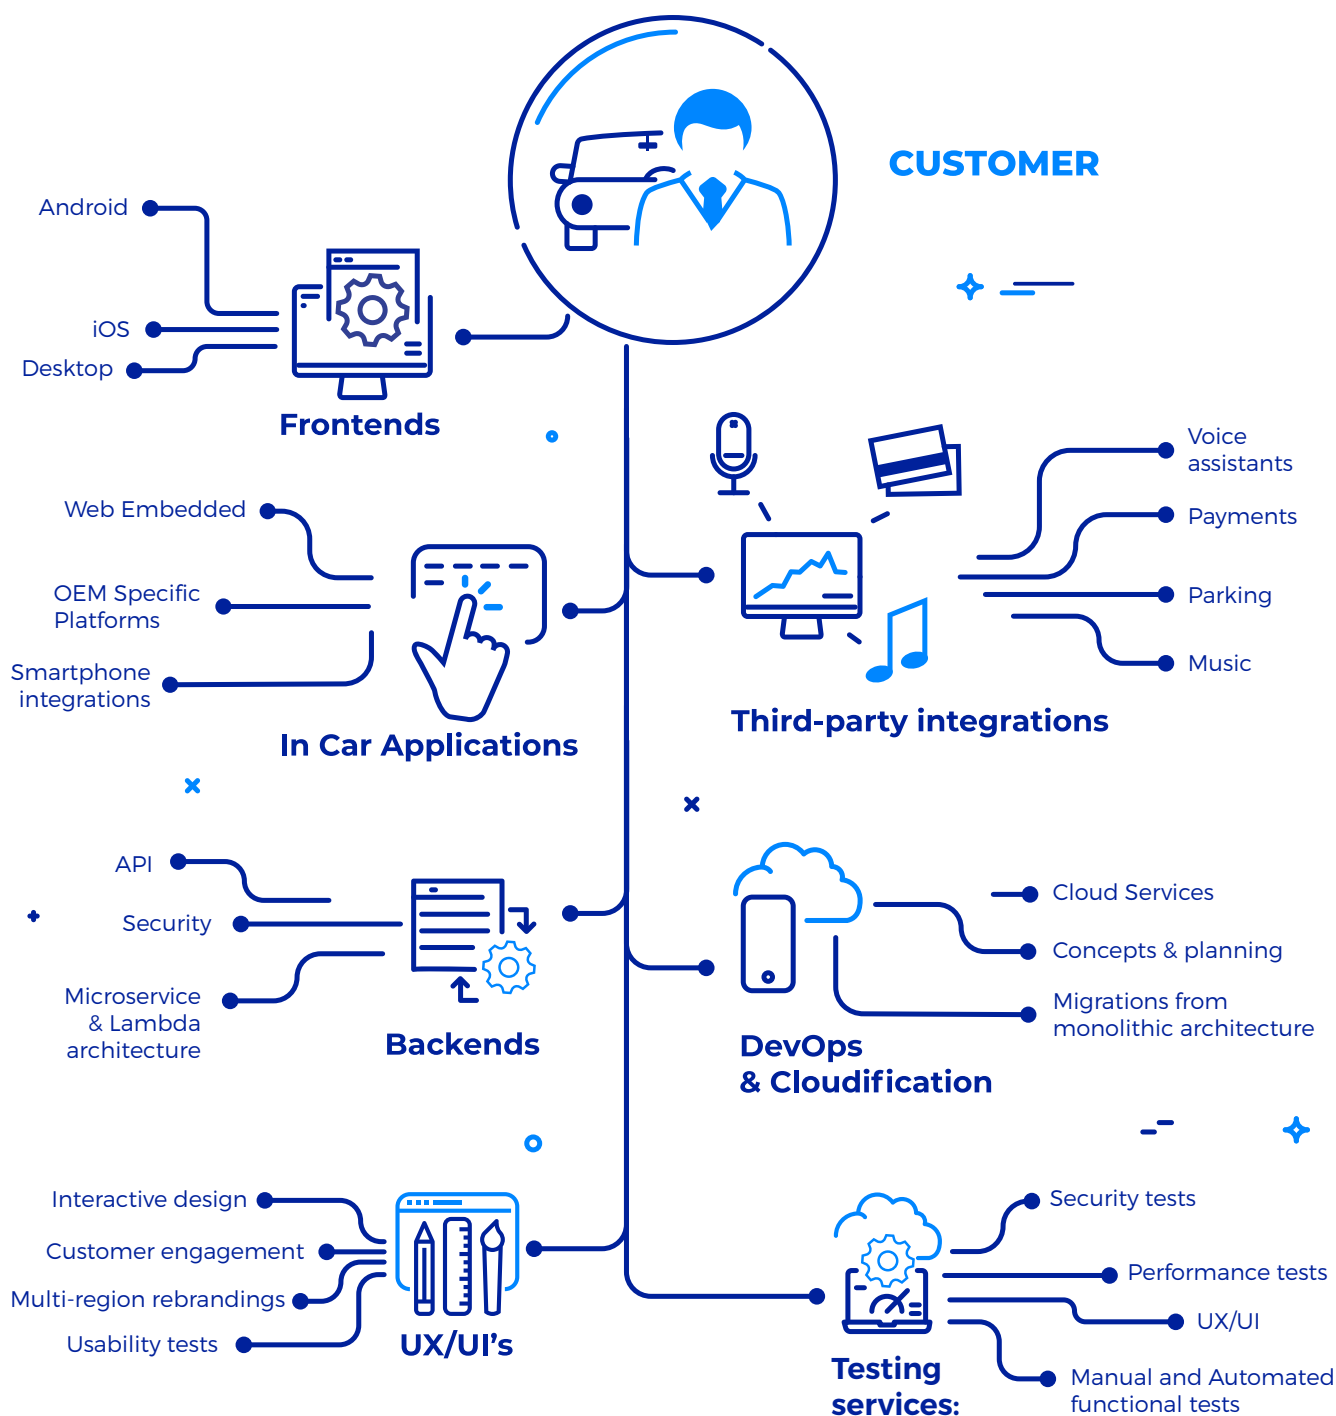 CUSTOMER
Android
iOS
Desktop
Frontends
Web Embedded
OEM Specific
Platforms
Smartphone
integrations
In Car Applications
Voice
assistants
Payments
Parking
Music
Third-party integrations
API
Security
Microservice
& Lambda
architecture
Backends
Cloud Services
Concepts & planning
Migrations from
monolithic architecture
DevOps
& Cloudification
Interactive design
Customer engagement
Multi-region rebrandings
Usability tests
UX/UI's
Security tests
Performance tests
UX/UI
Manual and Automated
functional tests
Testing
services: